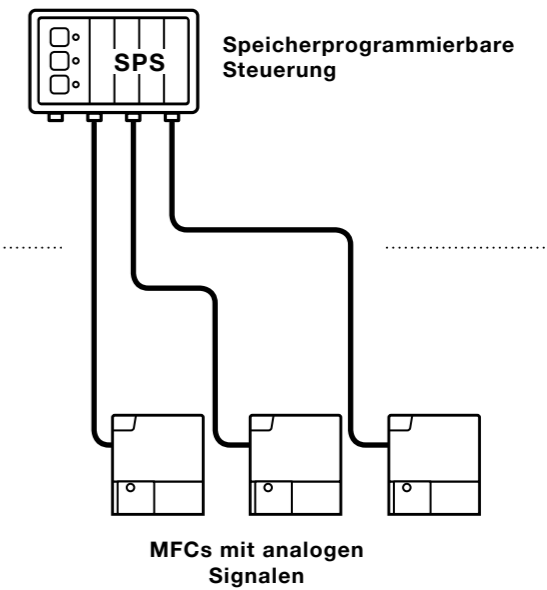 SPS
Speicherprogrammierbare
Steuerung
MFCs mit analogen
Signalen